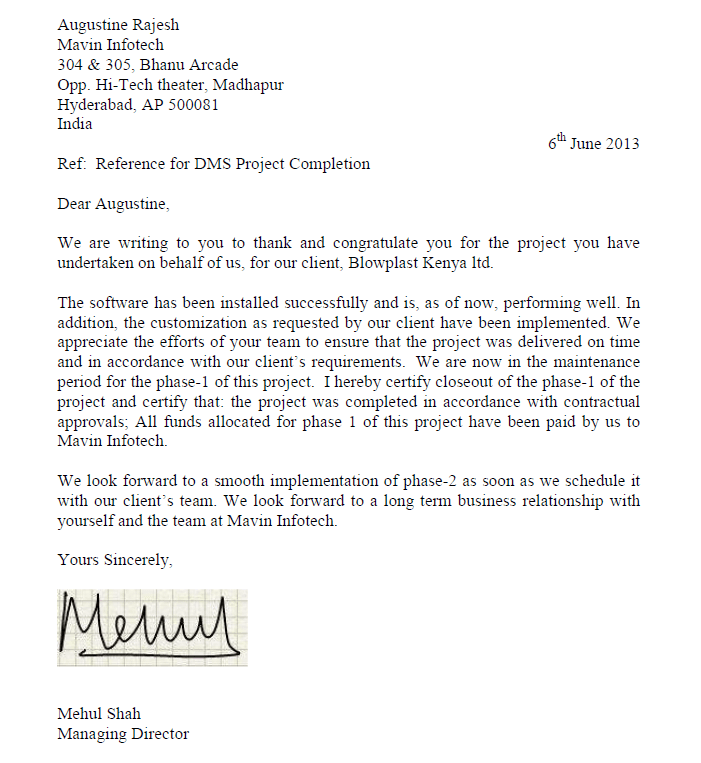 Augustine Rajesh
Mavin Infotech
304 & 305, Bhanu Arcade
Opp. Hi-Tech theater, Madhapur
Hyderabad, AP 500081
India
6th June 2013
Ref:  Reference for DMS Project Completion
Dear Augustine,
We are writing to you to thank and congratulate you for the project you have
undertaken on behalf of us, for our client, Blowplast Kenya ltd.
The software has been installed successfully and is, as of now, performing well. In
addition, the customization as requested by our client have been implemented. We
appreciate the efforts of your team to ensure that the project was delivered on time
and in accordance with our client's requirements.  We are now in the maintenance
period for the phase-1 of this project.  I hereby certify closeout of the phase-1 of the
project and certify that: the project was completed in accordance with contractual
approvals; All funds allocated for phase 1 of this project have been paid by us to
Mavin Infotech.
We look forward to a smooth implementation of phase-2 as soon as we schedule it
with our client's team. We look forward to a long term business relationship with
yourself and the team at Mavin Infotech.
Yours Sincerely,
Mehul
Mehul Shah
Managing Director